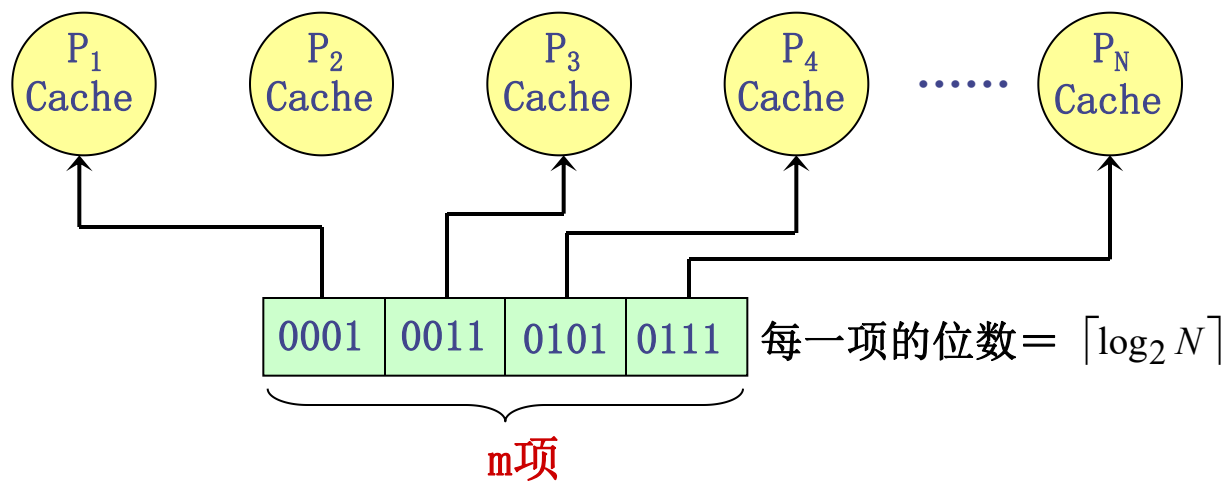 P₁ Cache
P₂ Cache
P₃ Cache
P₄ Cache
……
P_N Cache
0001 0011 0101 0111
每一项的位数＝ ⌈log₂ N⌉
m项